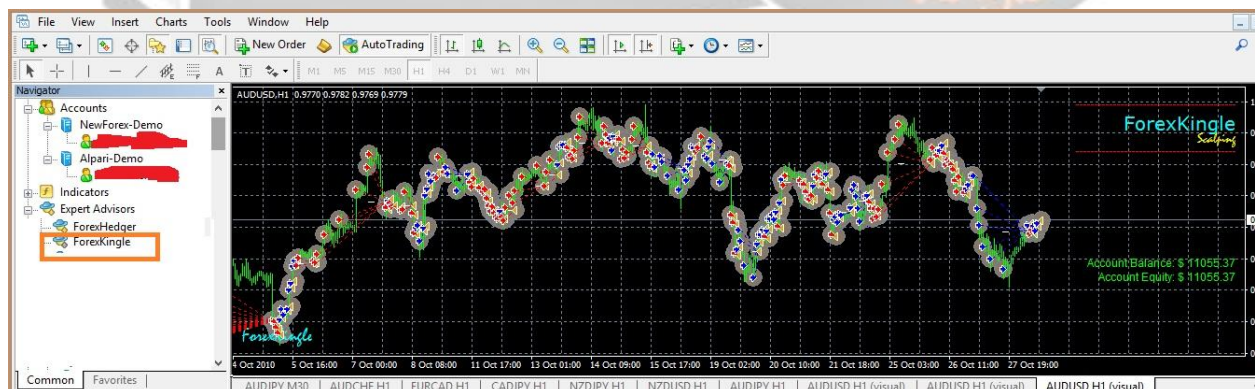 File View Insert Charts Tools Window Help
New Order AutoTrading
A T M1 M5 M15 M30 H1 H4 D1 W1 MN
Navigator
Accounts
NewForex-Demo
Alpari-Demo
Indicators
Expert Advisors
ForexHedger
ForexKingle
Common Favorites
AUDUSD,H1 0.9770 0.9782 0.9769 0.9779
ForexKingle
Scalping
Account Balance: $ 11055.37
Account Equity: $ 11055.37
ForexKingle
4 Oct 2010 5 Oct 16:00 7 Oct 00:00 8 Oct 08:00 11 Oct 17:00 13 Oct 01:00 14 Oct 09:00 15 Oct 17:00 19 Oct 02:00 20 Oct 10:00 21 Oct 18:00 25 Oct 03:00 26 Oct 11:00 27 Oct 19:00
AUDJPY M30 AUDCHF H1 EURCAD H1 CADJPY H1 NZDJPY H1 NZDUSD H1 AUDJPY H1 AUDUSD H1 (visual) AUDUSD H1 (visual) AUDUSD H1 (visual)